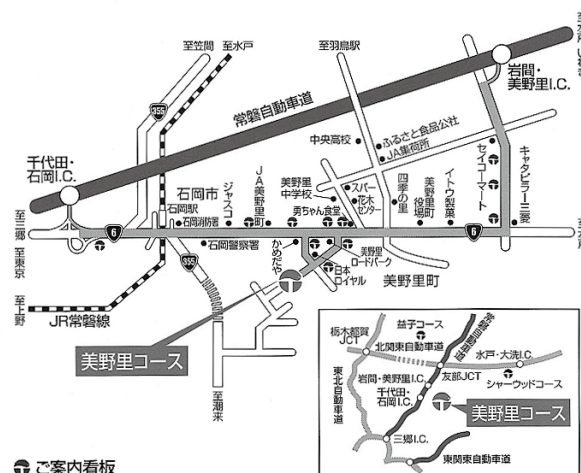 至笠間
至水戸
至羽鳥駅
至水戸
岩間・
美野里I.C.
355
常磐自動車道
中央高校
ふるさと食品公社
JA集荷所
千代田・
石岡I.C.
石岡市
石岡駅
石岡消防署
ジャスコ
JA美野里町
美野里
中学校
勇ちゃん食堂
スパー
花木
センター
四季の里
美野里町
役場
イトウ製菓
セイコーマート
キャタピラー三菱
至三郷
至東京
6
6
石岡警察署
かめだや
美野里
ロードパーク
日本
ロイヤル
美野里町
至上野
JR常磐線
355
美野里コース
至潮来
栃木都賀
JCT
益子コース
北関東自動車道
常磐自動車道
水戸・大洗I.C.
岩間・美野里I.C.
友部JCT
千代田・
石岡I.C.
シャーウッドコース
東北自動車道
美野里コース
三郷I.C.
東関東自動車道
ご案内看板